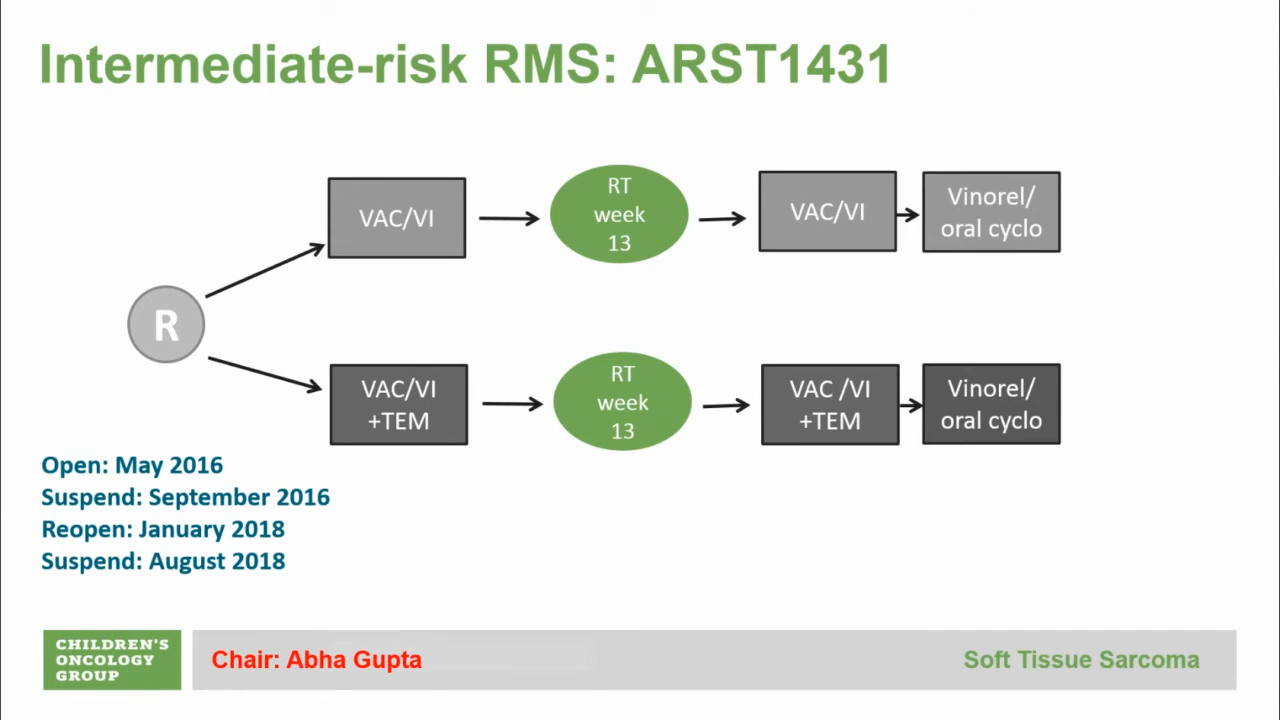 Intermediate-risk RMS: ARST1431
R
VAC/VI
RT
week
13
VAC/VI
Vinorel/
oral cyclo
VAC/VI
+TEM
RT
week
13
VAC /VI
+TEM
Vinorel/
oral cyclo
Open: May 2016
Suspend: September 2016
Reopen: January 2018
Suspend: August 2018
CHILDREN'S
ONCOLOGY
GROUP
Chair: Abha Gupta
Soft Tissue Sarcoma